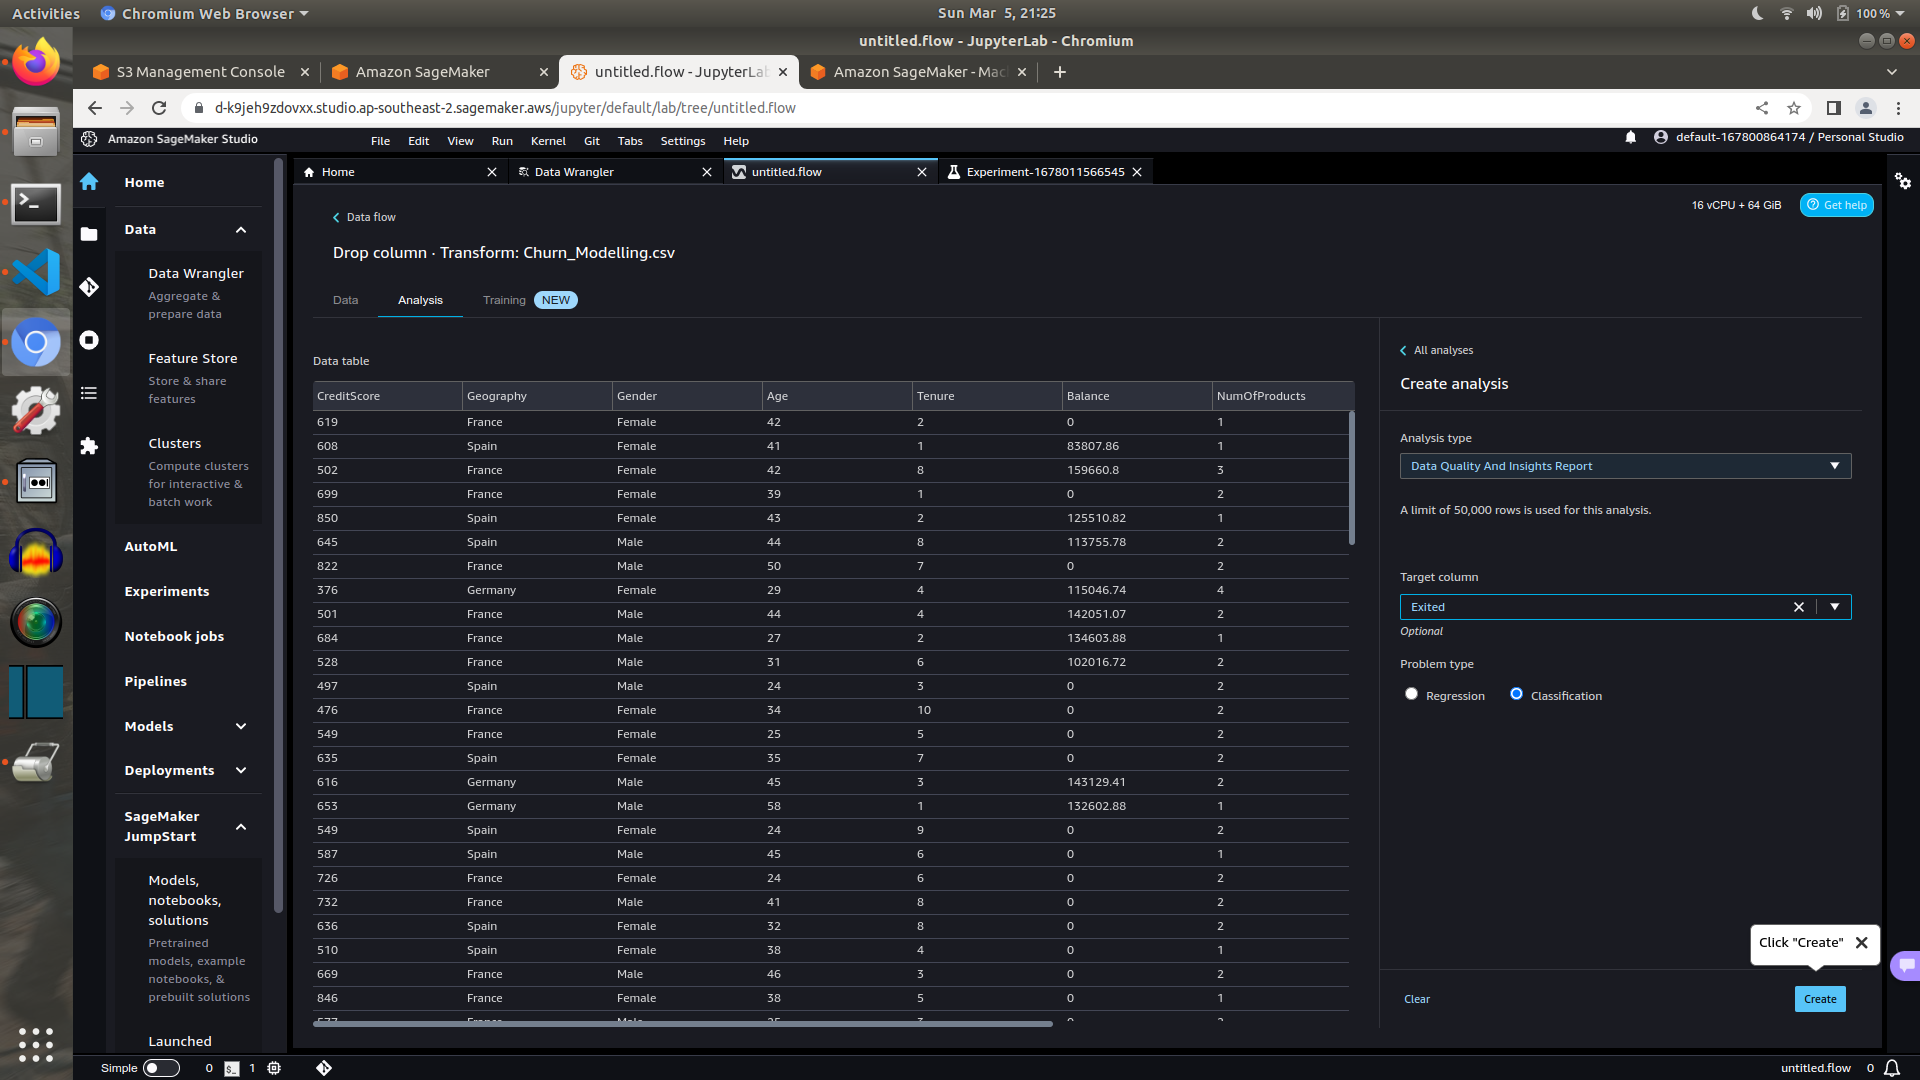 Activities
Chromium Web Browser
Sun Mar 5, 21:25
100 %
untitled.flow - JupyterLab - Chromium
S3 Management Console
Amazon SageMaker
untitled.flow - JupyterLab
Amazon SageMaker - Mac
d-k9jeh9zdovxx.studio.ap-southeast-2.sagemaker.aws/jupyter/default/lab/tree/untitled.flow
Amazon SageMaker Studio
File Edit View Run Kernel Git Tabs Settings Help
default-167800864174 / Personal Studio
Home
Data
Data Wrangler
Aggregate &
prepare data
Feature Store
Store & share
features
Clusters
Compute clusters
for interactive &
batch work
AutoML
Experiments
Notebook jobs
Pipelines
Models
Deployments
SageMaker
JumpStart
Models,
notebooks,
solutions
Pretrained
models, example
notebooks, &
prebuilt solutions
Launched
Home
Data Wrangler
untitled.flow
Experiment-1678011566545
Data flow
16 vCPU + 64 GiB
Get help
Drop column · Transform: Churn_Modelling.csv
Data
Analysis
Training NEW
Data table
CreditScore Geography Gender Age Tenure Balance NumOfProducts
619 France Female 42 2 0 1
608 Spain Female 41 1 83807.86 1
502 France Female 42 8 159660.8 3
699 France Female 39 1 0 2
850 Spain Female 43 2 125510.82 1
645 Spain Male 44 8 113755.78 2
822 France Male 50 7 0 2
376 Germany Female 29 4 115046.74 4
501 France Male 44 4 142051.07 2
684 France Male 27 2 134603.88 1
528 France Male 31 6 102016.72 2
497 Spain Male 24 3 0 2
476 France Female 34 10 0 2
549 France Female 25 5 0 2
635 Spain Female 35 7 0 2
616 Germany Male 45 3 143129.41 2
653 Germany Male 58 1 132602.88 1
549 Spain Female 24 9 0 2
587 Spain Male 45 6 0 1
726 France Female 24 6 0 2
732 France Male 41 8 0 2
636 Spain Female 32 8 0 2
510 Spain Female 38 4 0 1
669 France Male 46 3 0 2
846 France Female 38 5 0 1
577 France Male 25 3 0 2
All analyses
Create analysis
Analysis type
Data Quality And Insights Report
A limit of 50,000 rows is used for this analysis.
Target column
Exited
Optional
Problem type
Regression
Classification
Click "Create"
Clear
Create
Simple
0
1
untitled.flow
0